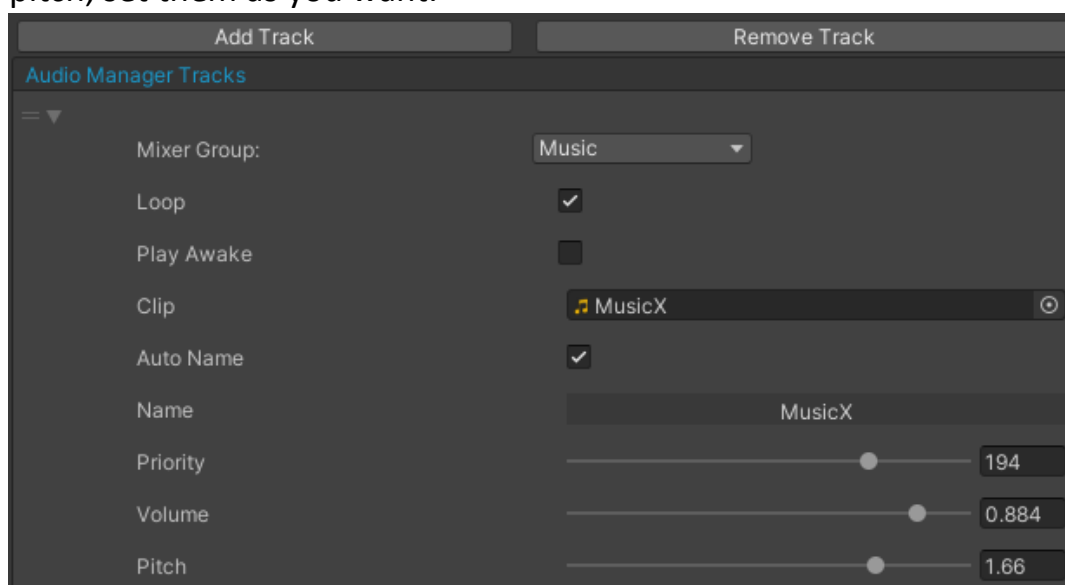 Add Track Remove Track
Audio Manager Tracks
Mixer Group: Music
Loop
Play Awake
Clip MusicX
Auto Name
Name MusicX
Priority 194
Volume 0.884
Pitch 1.66